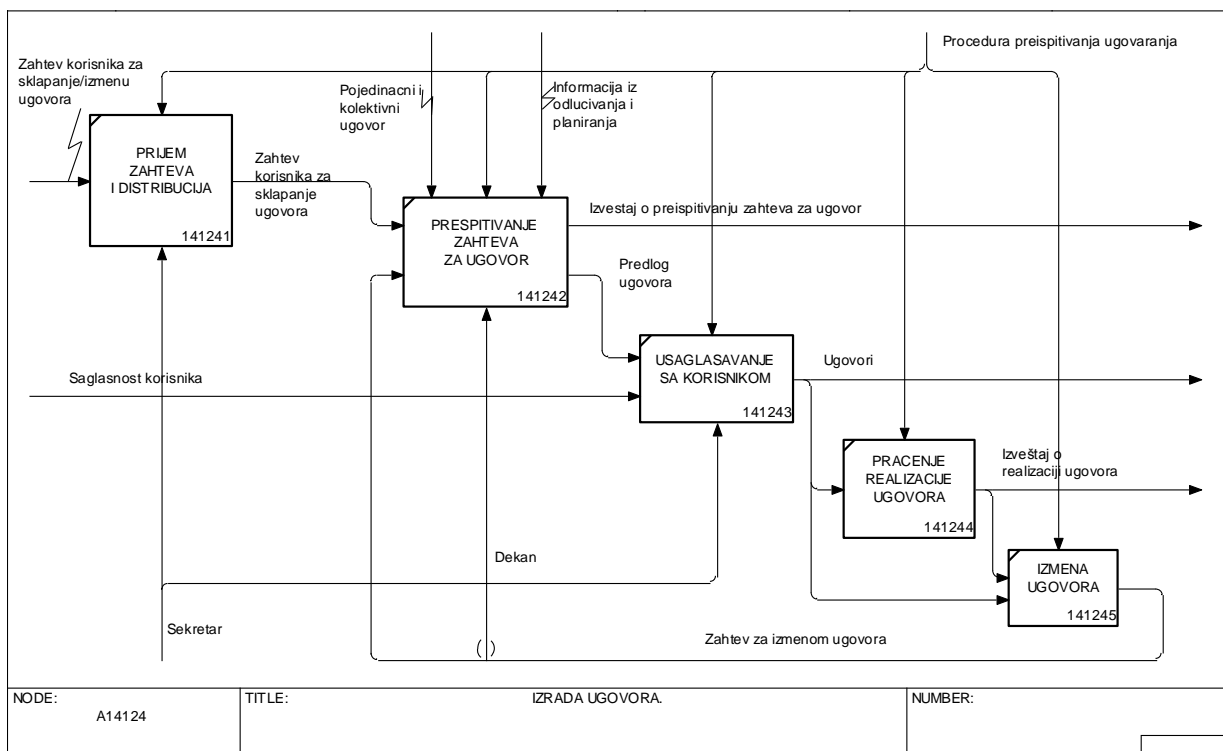 Procedura preispitivanja ugovaranja
Zahtev korisnika za
sklapanje/izmenu
ugovora
Pojedinacni i
kolektivni
ugovor
Informacija iz
odlucivanja i
planiranja
PRIJEM
ZAHTEVA
I DISTRIBUCIJA
141241
Zahtev
korisnika za
sklapanje
ugovora
PRESPITIVANJE
ZAHTEVA
ZA UGOVOR
141242
Izvestaj o preispitivanju zahteva za ugovor
Predlog
ugovora
Saglasnost korisnika
USAGLASAVANJE
SA KORISNIKOM
141243
Ugovori
PRACENJE
REALIZACIJE
UGOVORA
141244
Izveštaj o
realizaciji ugovora
IZMENA
UGOVORA
141245
Dekan
Sekretar
Zahtev za izmenom ugovora
NODE:
A14124
TITLE:
IZRADA UGOVORA.
NUMBER: